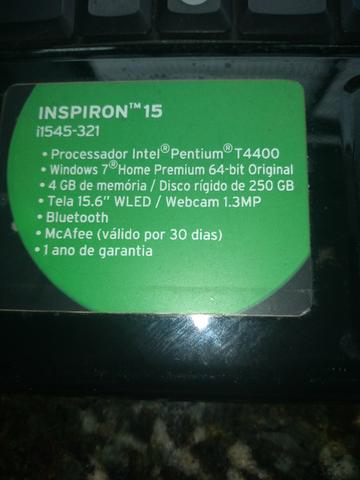 INSPIRON™ 15
i1545-321
• Processador Intel® Pentium® T4400
• Windows 7® Home Premium 64-bit Original
• 4 GB de memória / Disco rígido de 250 GB
• Tela 15.6" WLED / Webcam 1.3MP
• Bluetooth
• McAfee (válido por 30 dias)
• 1 ano de garantia